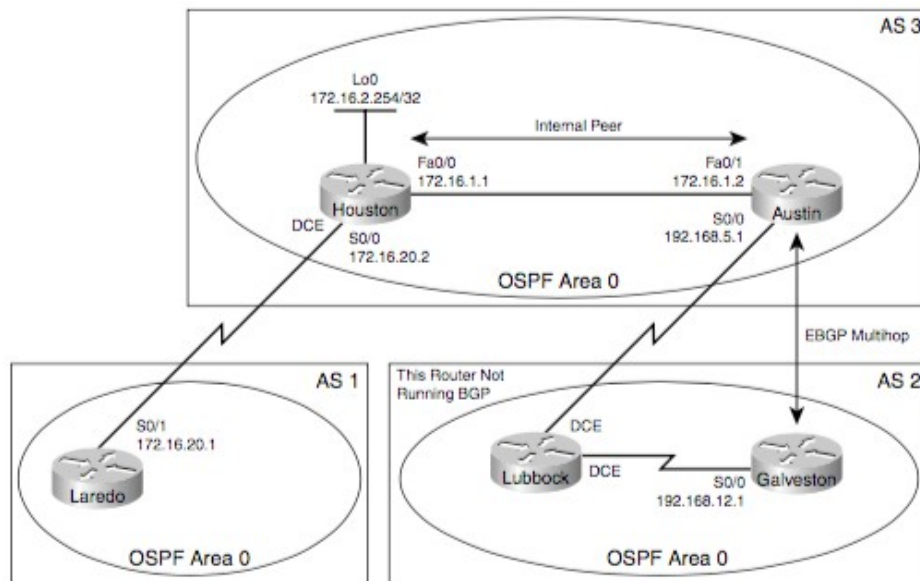 AS 3
Lo0
172.16.2.254/32
Internal Peer
Fa0/0
172.16.1.1
Fa0/1
172.16.1.2
Houston
Austin
DCE
S0/0
172.16.20.2
S0/0
192.168.5.1
OSPF Area 0
EBGP Multihop
AS 1
This Router Not
Running BGP
AS 2
S0/1
172.16.20.1
DCE
Laredo
Lubbock
DCE
Galveston
S0/0
192.168.12.1
OSPF Area 0
OSPF Area 0